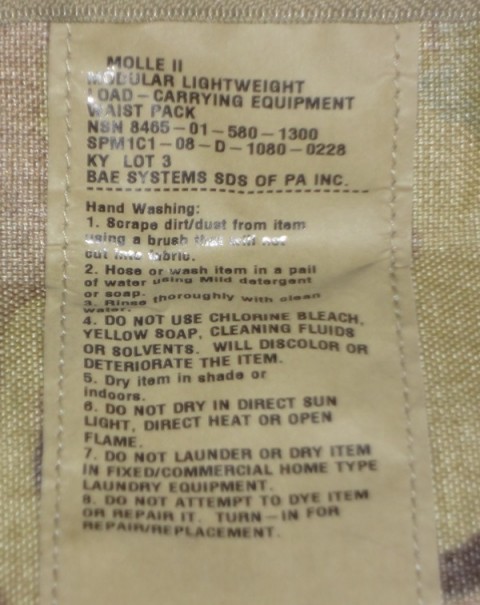 MOLLE II
MODULAR LIGHTWEIGHT
LOAD-CARRYING EQUIPMENT
WAIST PACK
NSN 8465-01-580-1300
SPM1C1-08-D-1080-0228
KY LOT 3
BAE SYSTEMS SDS OF PA INC.
Hand Washing:
1. Scrape dirt/dust from item
using a brush that will not
cut into fabric.
2. Hose or wash item in a pail
of water using Mild detergent
or soap.
3. Rinse thoroughly with clean
water.
4. DO NOT USE CHLORINE BLEACH,
YELLOW SOAP, CLEANING FLUIDS
OR SOLVENTS. WILL DISCOLOR OR
DETERIORATE THE ITEM.
5. Dry item in shade or
indoors.
6. DO NOT DRY IN DIRECT SUN
LIGHT, DIRECT HEAT OR OPEN
FLAME.
7. DO NOT LAUNDER OR DRY ITEM
IN FIXED/COMMERCIAL HOME TYPE
LAUNDRY EQUIPMENT.
8. DO NOT ATTEMPT TO DYE ITEM
OR REPAIR IT. TURN-IN FOR
REPAIR/REPLACEMENT.